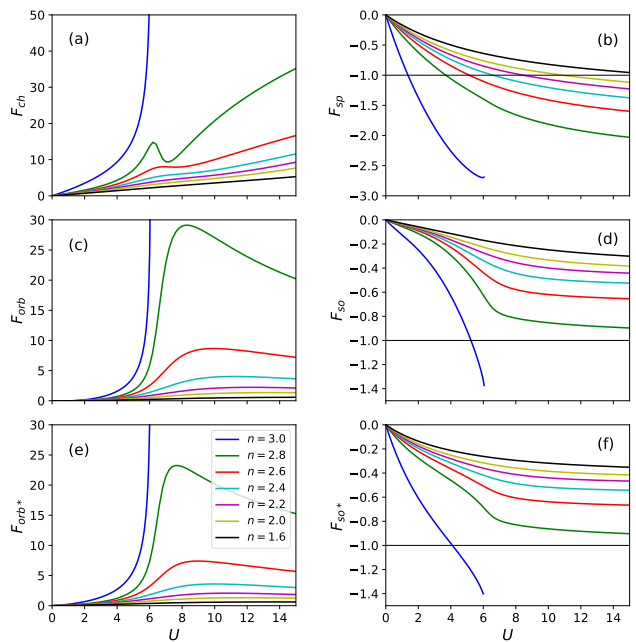 50
40
30
20
10
0
F_ch
(a)
0.0
−0.5
−1.0
−1.5
−2.0
−2.5
−3.0
F_sp
(b)
30
25
20
15
10
5
0
F_orb
(c)
0.0
−0.2
−0.4
−0.6
−0.8
−1.0
−1.2
−1.4
F_so
(d)
30
25
20
15
10
5
0
F_orb*
(e)
n = 3.0
n = 2.8
n = 2.6
n = 2.4
n = 2.2
n = 2.0
n = 1.6
0 2 4 6 8 10 12 14
U
0.0
−0.2
−0.4
−0.6
−0.8
−1.0
−1.2
−1.4
F_so*
(f)
0 2 4 6 8 10 12 14
U